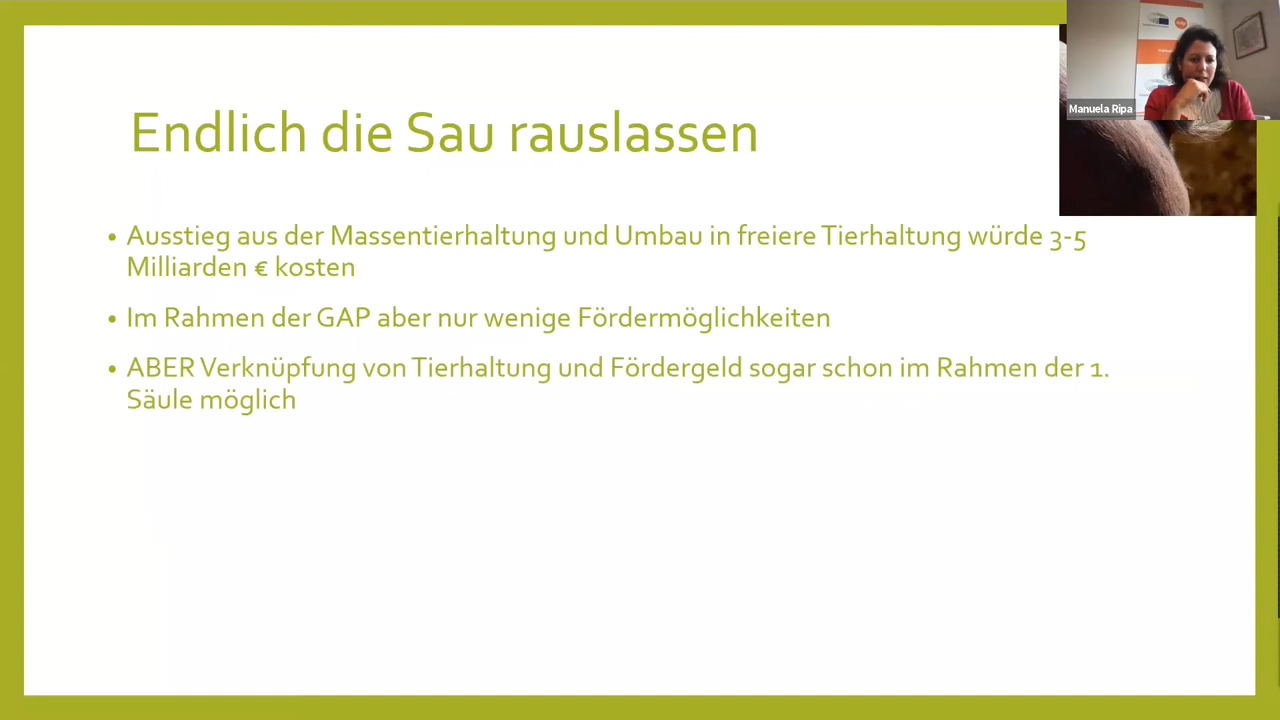 Manuela Ripa
Endlich die Sau rauslassen
• Ausstieg aus der Massentierhaltung und Umbau in freiere Tierhaltung würde 3-5
Milliarden € kosten
• Im Rahmen der GAP aber nur wenige Fördermöglichkeiten
• ABER Verknüpfung von Tierhaltung und Fördergeld sogar schon im Rahmen der 1.
Säule möglich